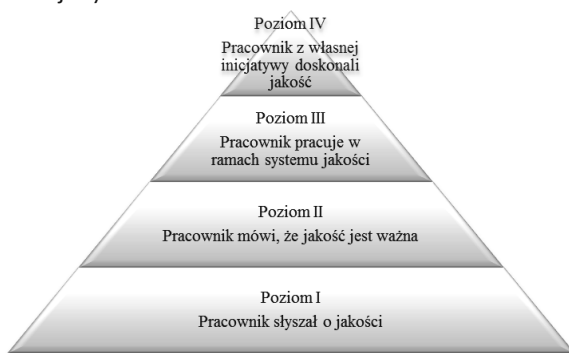 Poziom IV
Pracownik z własnej
inicjatywy doskonali
jakość
Poziom III
Pracownik pracuje w
ramach systemu jakości
Poziom II
Pracownik mówi, że jakość jest ważna
Poziom I
Pracownik słyszał o jakości